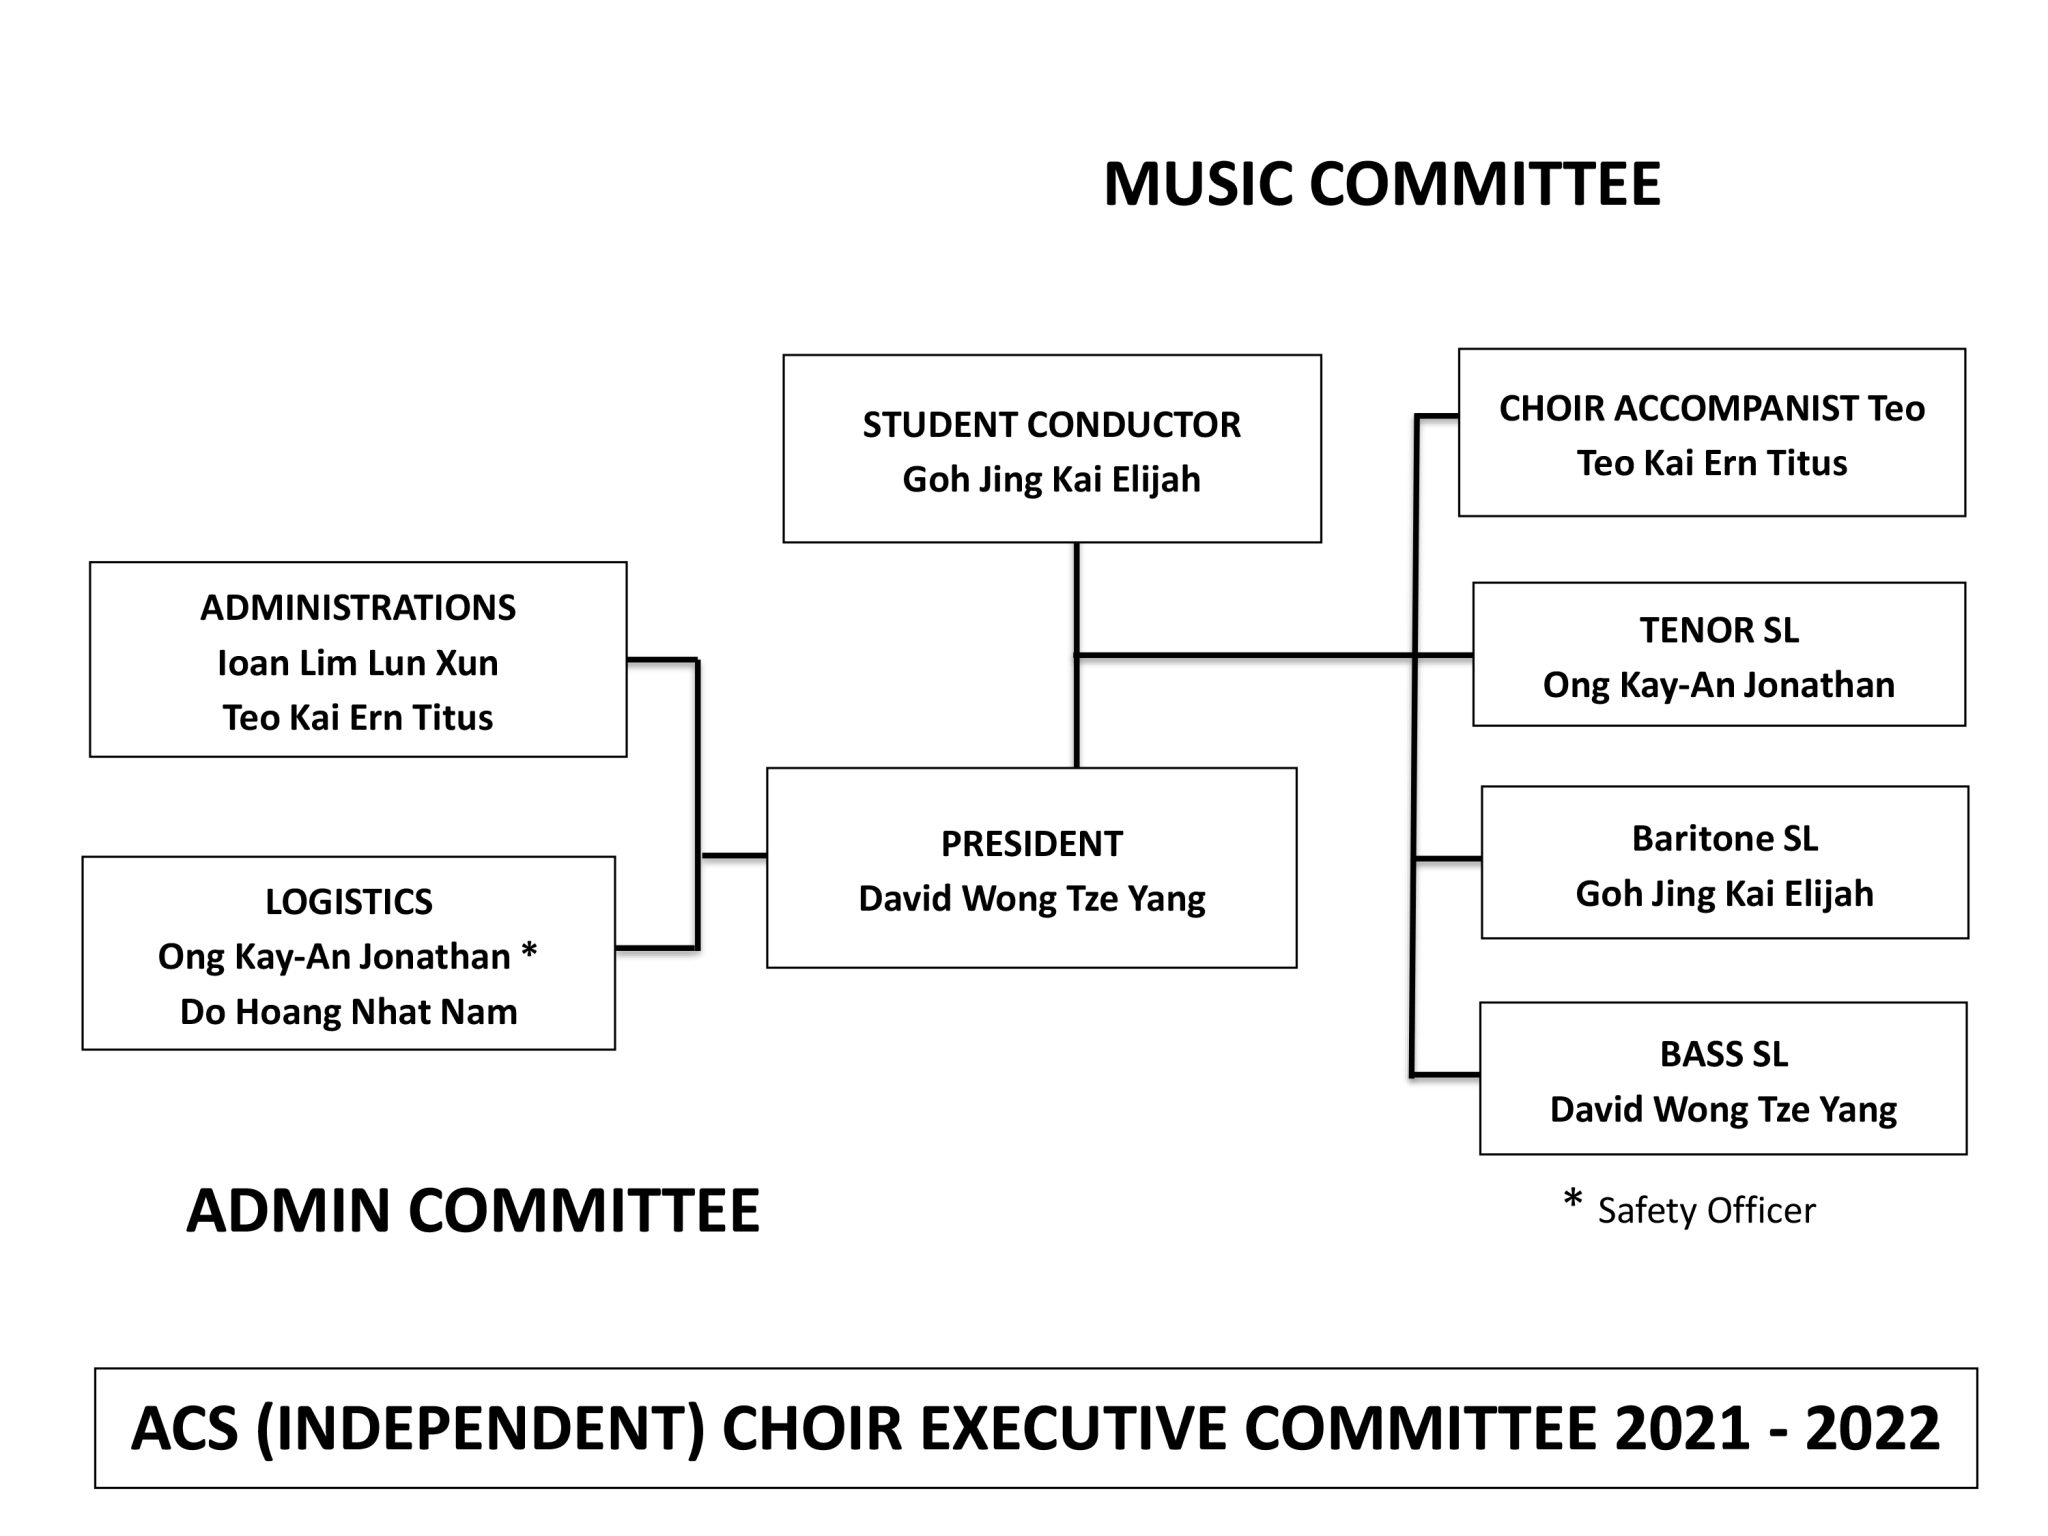 MUSIC COMMITTEE
STUDENT CONDUCTOR
Goh Jing Kai Elijah
CHOIR ACCOMPANIST Teo
Teo Kai Ern Titus
ADMINISTRATIONS
Ioan Lim Lun Xun
Teo Kai Ern Titus
TENOR SL
Ong Kay-An Jonathan
PRESIDENT
David Wong Tze Yang
Baritone SL
Goh Jing Kai Elijah
LOGISTICS
Ong Kay-An Jonathan *
Do Hoang Nhat Nam
BASS SL
David Wong Tze Yang
ADMIN COMMITTEE
* Safety Officer
ACS (INDEPENDENT) CHOIR EXECUTIVE COMMITTEE 2021 - 2022